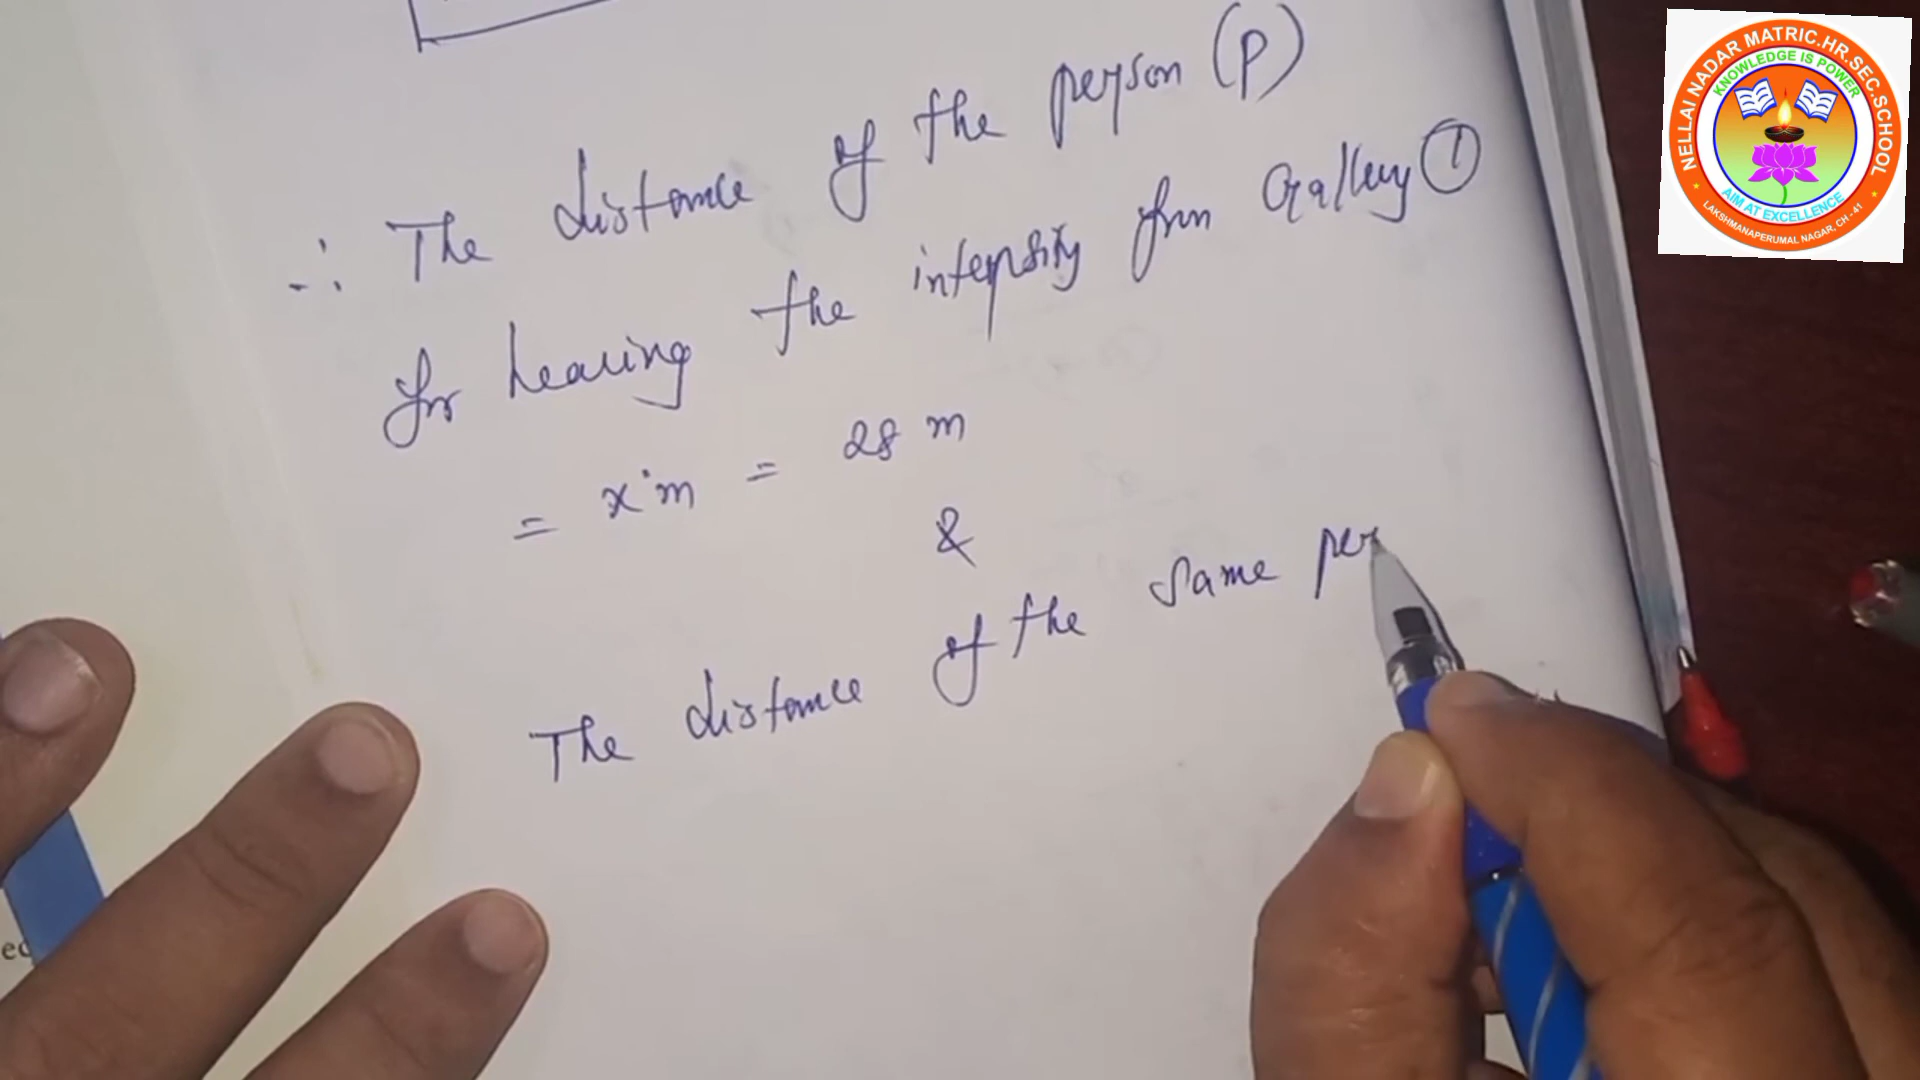 ∴ The distance of the person (P)
for hearing the intensity from Gallery ①
= x m = 28 m
&
The distance of the same per
NELLAI NADAR MATRIC.HR.SEC.SCHOOL
KNOWLEDGE IS POWER
AIM AT EXCELLENCE
LAKSHMANAPERUMAL NAGAR, CH - 41